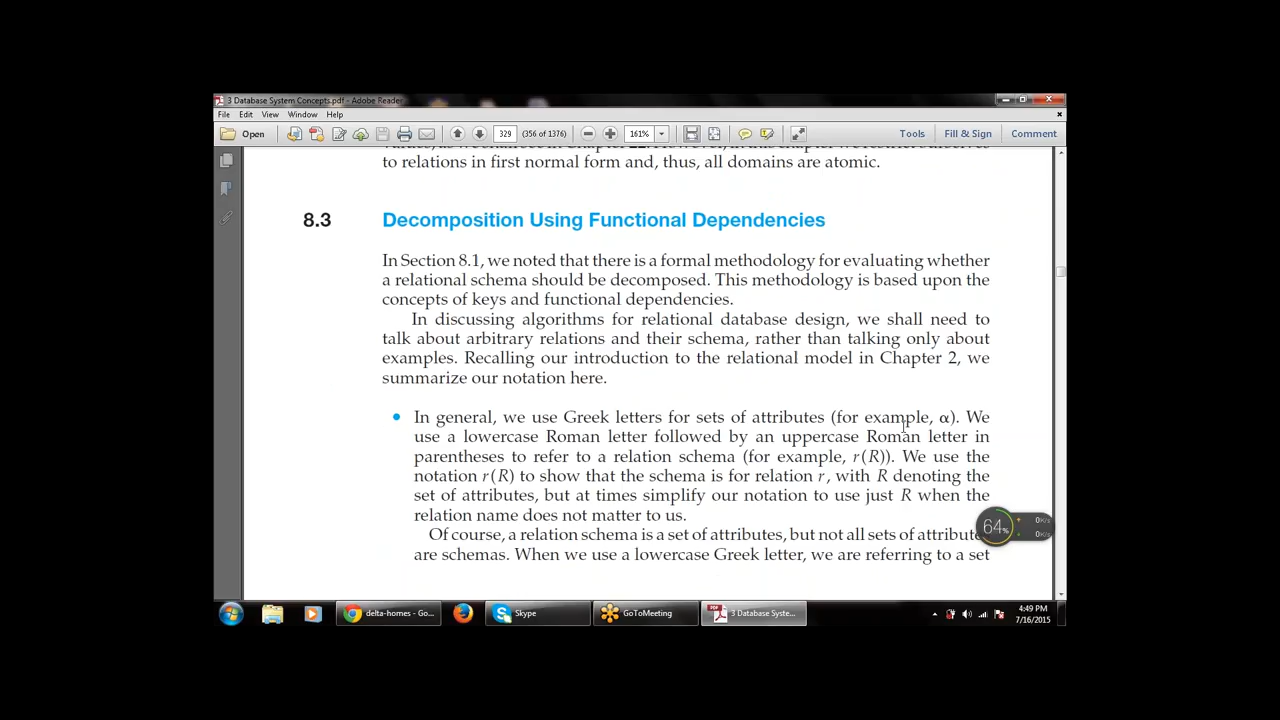 3 Database System Concepts.pdf - Adobe Reader
File Edit View Window Help
Open 329 (356 of 1376) 161% Tools Fill & Sign Comment
to relations in first normal form and, thus, all domains are atomic.
8.3 Decomposition Using Functional Dependencies
In Section 8.1, we noted that there is a formal methodology for evaluating whether
a relational schema should be decomposed. This methodology is based upon the
concepts of keys and functional dependencies.
In discussing algorithms for relational database design, we shall need to
talk about arbitrary relations and their schema, rather than talking only about
examples. Recalling our introduction to the relational model in Chapter 2, we
summarize our notation here.
• In general, we use Greek letters for sets of attributes (for example, α). We
use a lowercase Roman letter followed by an uppercase Roman letter in
parentheses to refer to a relation schema (for example, r(R)). We use the
notation r(R) to show that the schema is for relation r, with R denoting the
set of attributes, but at times simplify our notation to use just R when the
relation name does not matter to us.
Of course, a relation schema is a set of attributes, but not all sets of attribut
are schemas. When we use a lowercase Greek letter, we are referring to a set
64%
0K/s
0K/s
delta-homes - Go... Skype GoToMeeting 3 Database Syste... 4:49 PM
7/16/2015